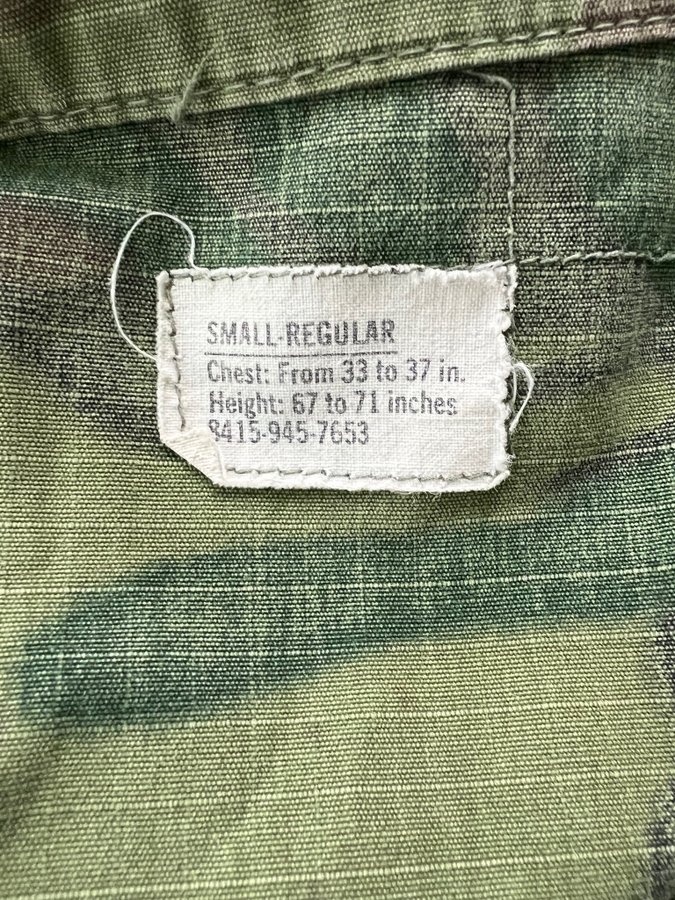 SMALL-REGULAR
Chest: From 33 to 37 in.
Height: 67 to 71 inches
8415-945-7653